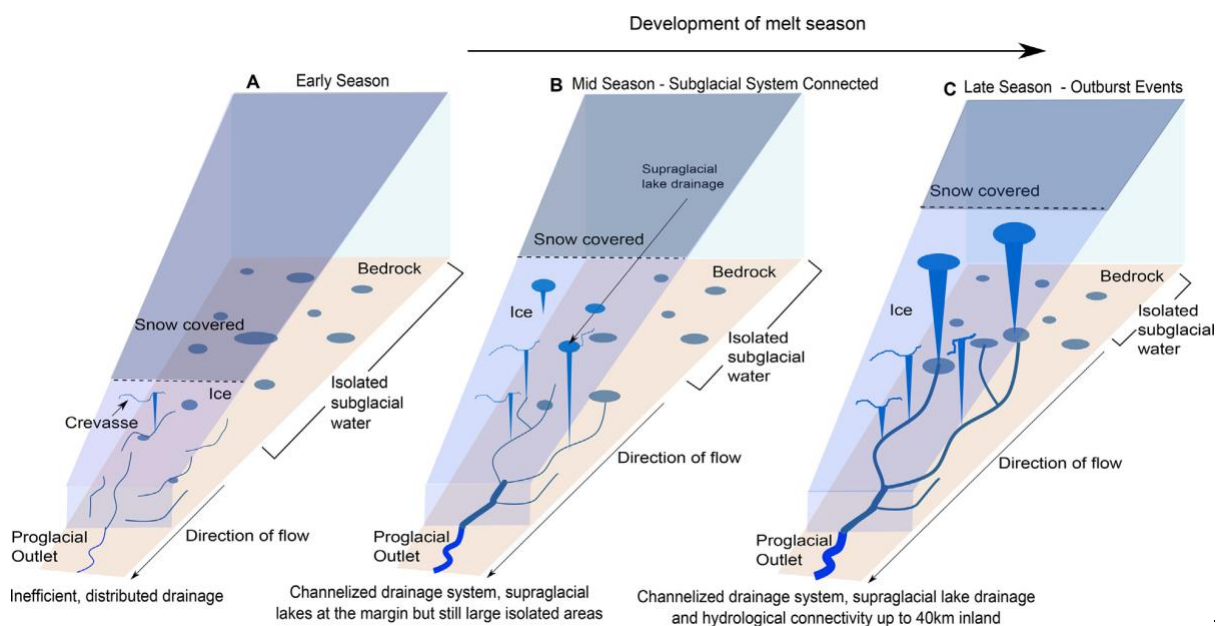 Development of melt season
A Early Season
B Mid Season - Subglacial System Connected
C Late Season - Outburst Events
Snow covered
Ice
Crevasse
Bedrock
Isolated
subglacial
water
Direction of flow
Proglacial
Outlet
Inefficient, distributed drainage
Supraglacial
lake drainage
Snow covered
Ice
Bedrock
Isolated
subglacial
water
Direction of flow
Proglacial
Outlet
Channelized drainage system, supraglacial
lakes at the margin but still large isolated areas
Snow covered
Ice
Bedrock
Isolated
subglacial
water
Direction of flow
Proglacial
Outlet
Channelized drainage system, supraglacial lake drainage
and hydrological connectivity up to 40km inland